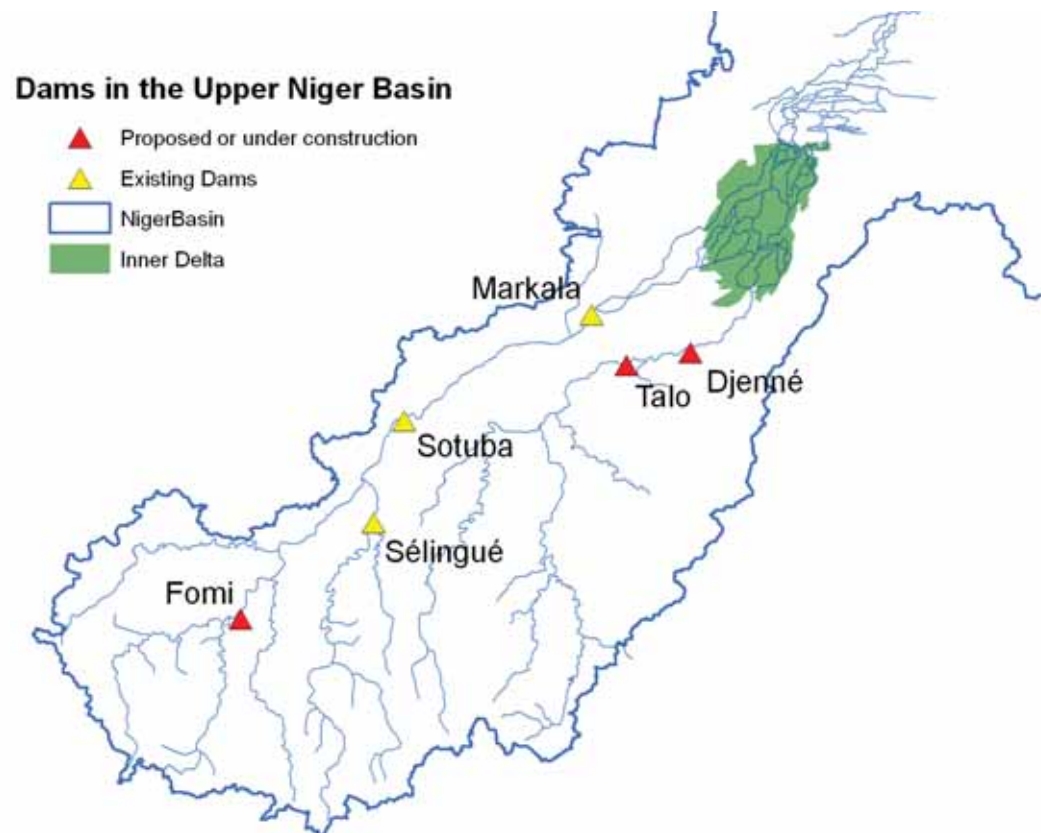 Dams in the Upper Niger Basin
Proposed or under construction
Existing Dams
NigerBasin
Inner Delta
Markala
Talo
Djenné
Sotuba
Sélingué
Fomi